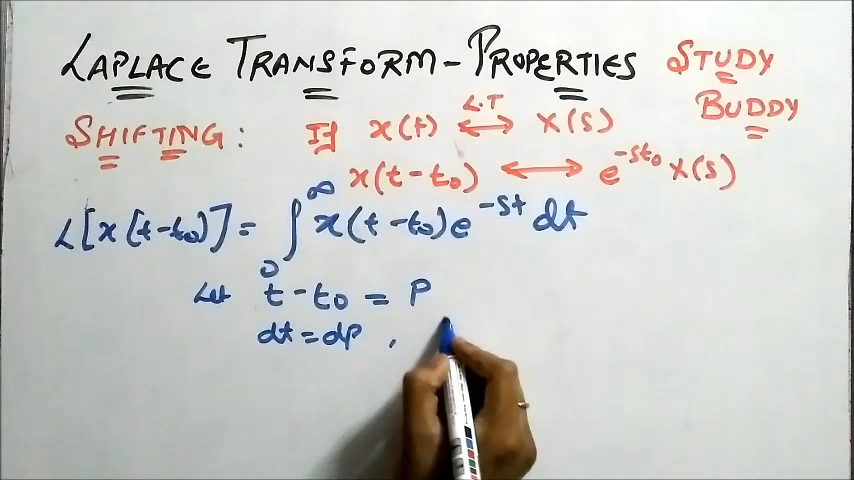 LAPLACE TRANSFORM - PROPERTIES STUDY BUDDY
SHIFTING: If x(t) L.T ↔ X(s)
x(t-t₀) ↔ e^{-st₀} X(s)
L[x(t-t₀)] = ∫₀^∞ x(t-t₀) e^{-st} dt
Let t-t₀ = P
dt = dp ,